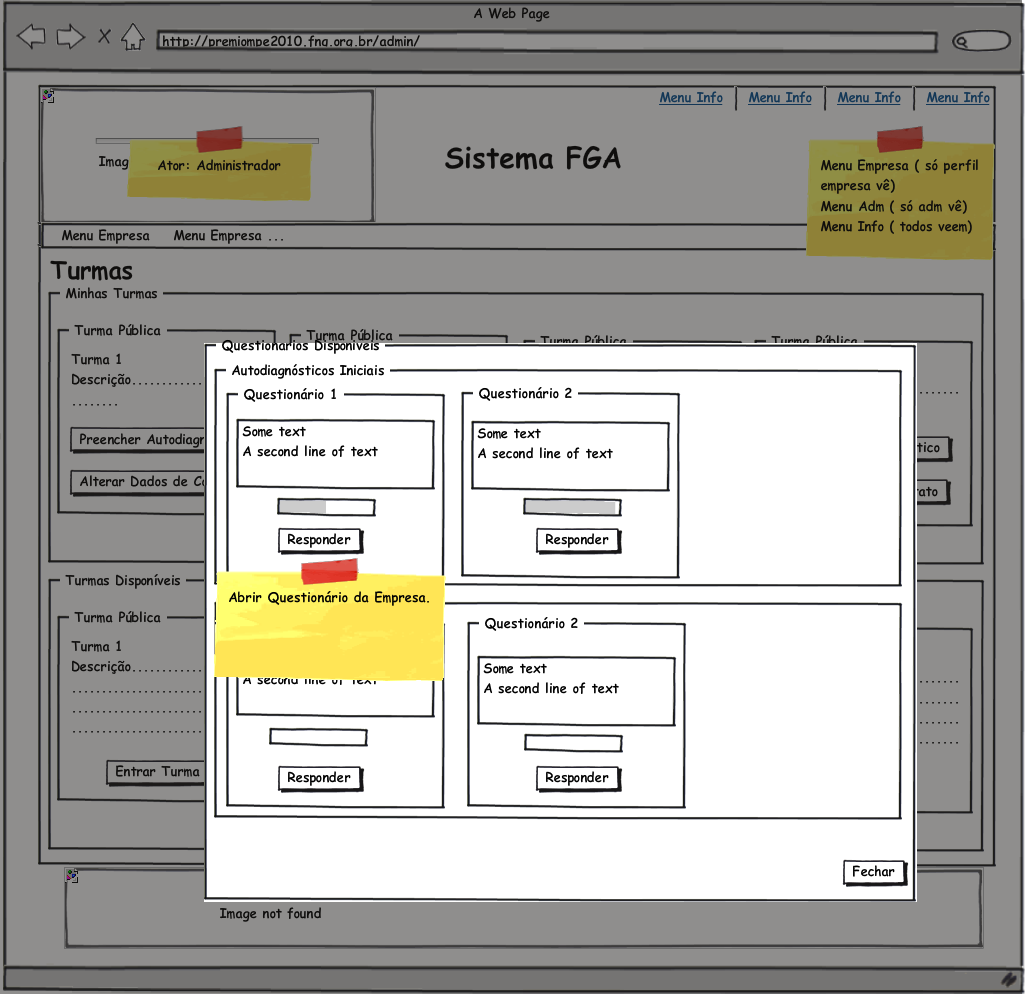 A Web Page
http://premiompe2010.fnq.org.br/admin/
Menu Info
Menu Info
Menu Info
Menu Info
Imag
Ator: Administrador
Sistema FGA
Menu Empresa ( só perfil
empresa vê)
Menu Adm ( só adm vê)
Menu Info ( todos veem)
Menu Empresa
Menu Empresa ...
Turmas
Minhas Turmas
Turma Pública
Turma Pública
Turma Pública
Turma Pública
Turma 1
Descrição............
........
Preencher Autodiagn
Alterar Dados de Co
tico
ato
Questionários Disponíveis
Autodiagnósticos Iniciais
Questionário 1
Some text
A second line of text
Responder
Questionário 2
Some text
A second line of text
Responder
Abrir Questionário da Empresa.
A second line of text
Responder
Questionário 2
Some text
A second line of text
Responder
Fechar
Turmas Disponíveis
Turma Pública
Turma 1
Descrição............
Entrar Turma
Image not found